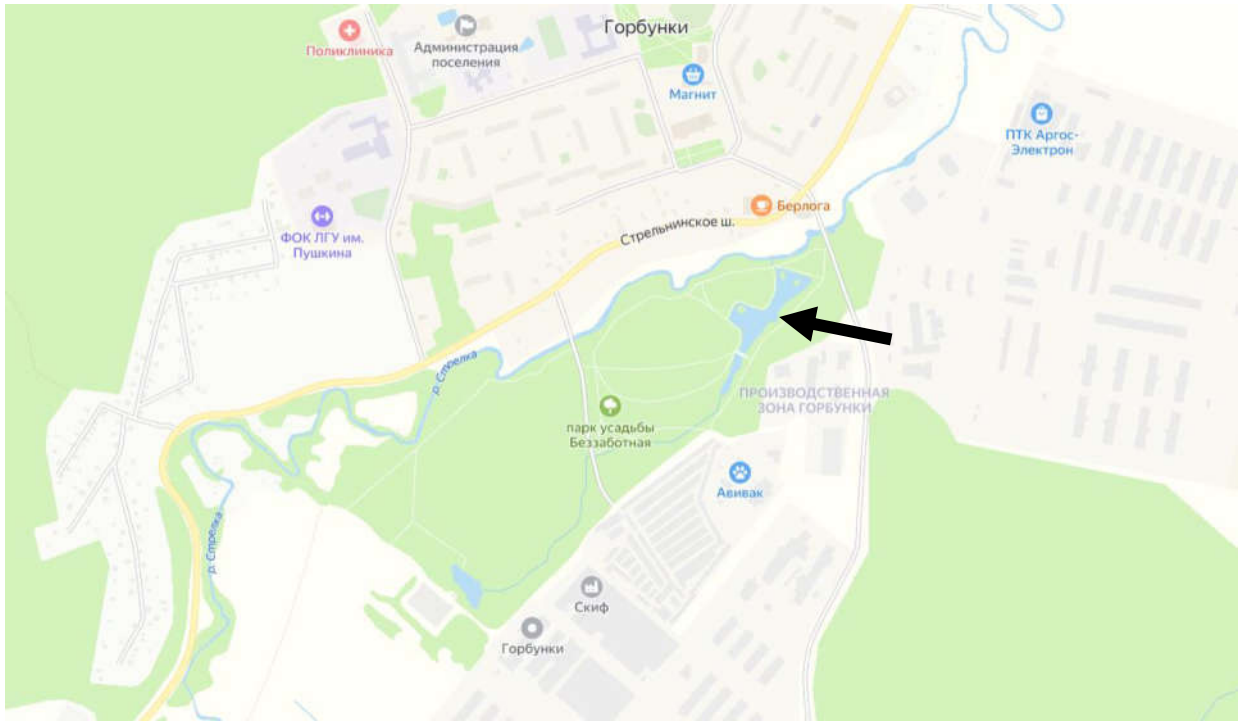 Горбунки
Поликлиника
Администрация
поселения
Магнит
ПТК Аргос-
Электрон
Берлога
ФОК ЛГУ им.
Пушкина
Стрельнинское ш.
р. Стрелка
ПРОИЗВОДСТВЕННАЯ
ЗОНА ГОРБУНКИ
парк усадьбы
Беззаботная
Авивак
р. Стрелка
Скиф
Горбунки